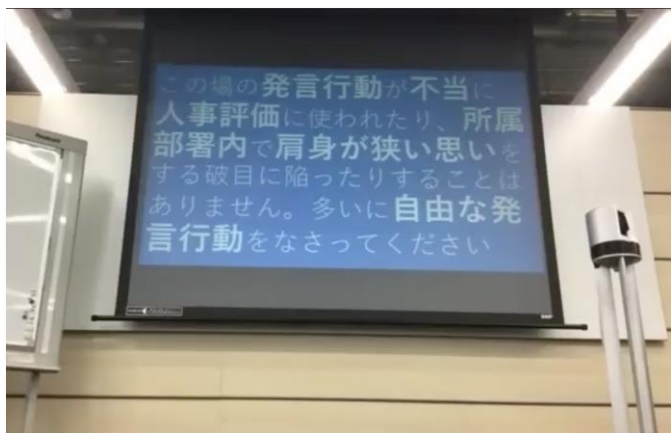 この場の発言行動が不当に
人事評価に使われたり、所属
部署内で肩身が狭い思いを
する破目に陥ったりすることは
ありません。多いに自由な発
言行動をなさってください